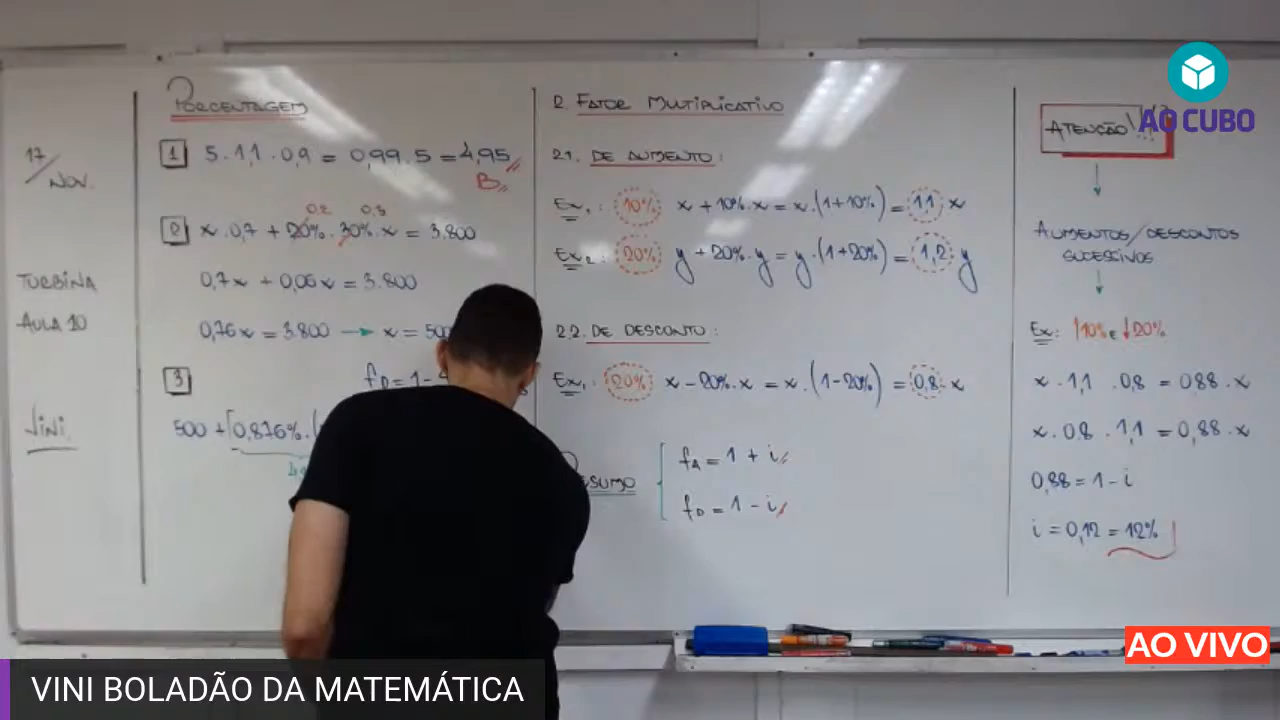 17/NOV.
TURBINA
AULA 10
Vini.
PORCENTAGEM
1 5 · 1,1 · 0,9 = 0,99 · 5 = 4,95
B
0,2 0,3
2 x · 0,7 + 20% · 30% · x = 3.800
0,7x + 0,06x = 3.800
0,76x = 3.800 → x = 500
3
fD = 1 -
500 + [0,876% · (
2. FATOR MULTIPLICATIVO
2.1. DE AUMENTO:
Ex1: 10% x + 10% · x = x · (1 + 10%) = 1,1 · x
Ex2: 20% y + 20% · y = y · (1 + 20%) = 1,2 · y
2.2. DE DESCONTO:
Ex1: 20% x - 20% · x = x · (1 - 20%) = 0,8 · x
fA = 1 + i
fD = 1 - i
ATENÇÃO!!!
AUMENTOS/DESCONTOS
SUCESSIVOS
Ex: ↑10% e ↓20%
x · 1,1 · 0,8 = 0,88 · x
x · 0,8 · 1,1 = 0,88 · x
0,88 = 1 - i
i = 0,12 = 12%
AO CUBO
AO VIVO
VINI BOLADÃO DA MATEMÁTICA